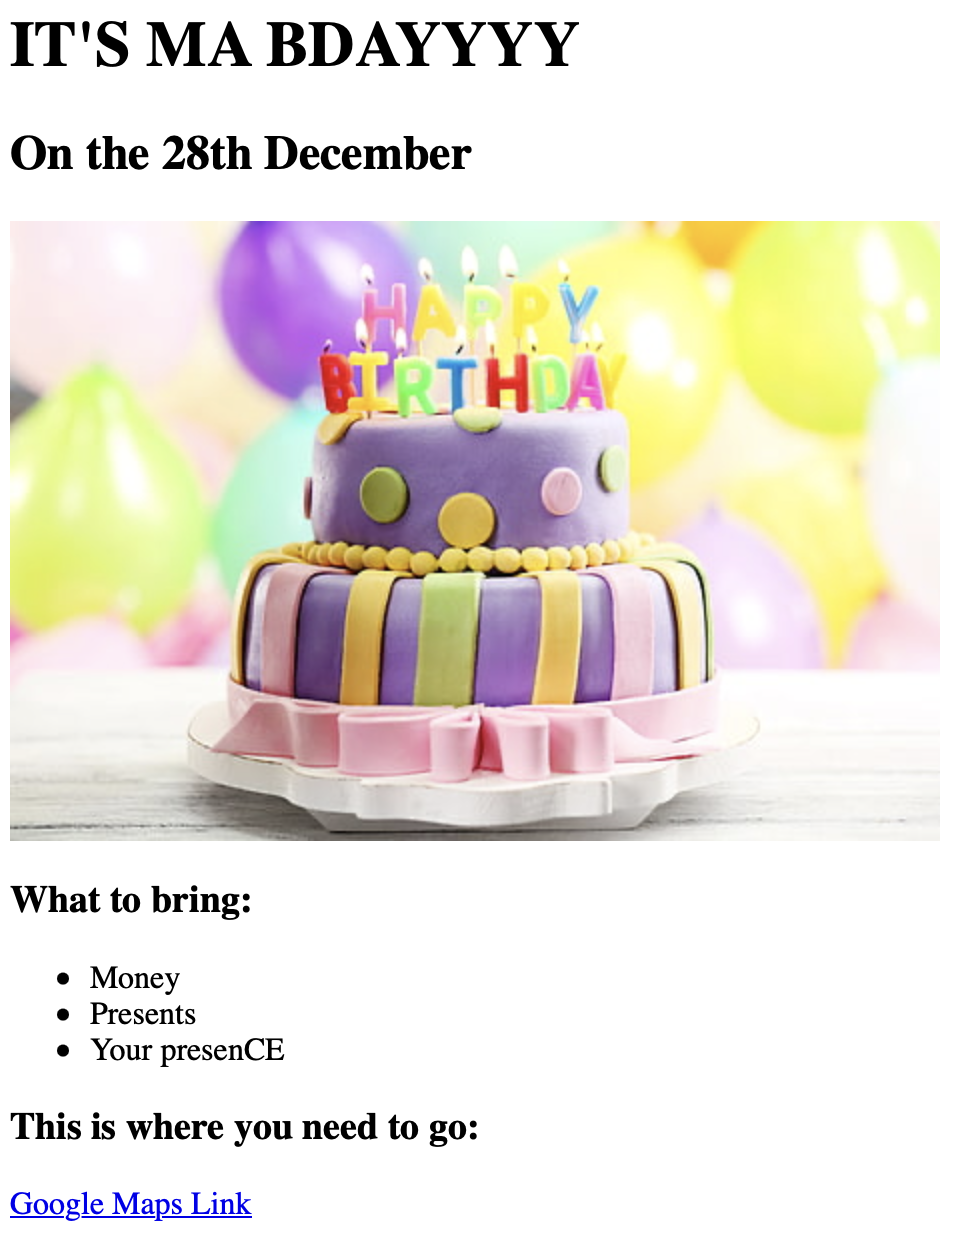 IT'S MA BDAYYYY
On the 28th December
HAPPY
BIRTHDAY
What to bring:
Money
Presents
Your presenCE
This is where you need to go:
Google Maps Link